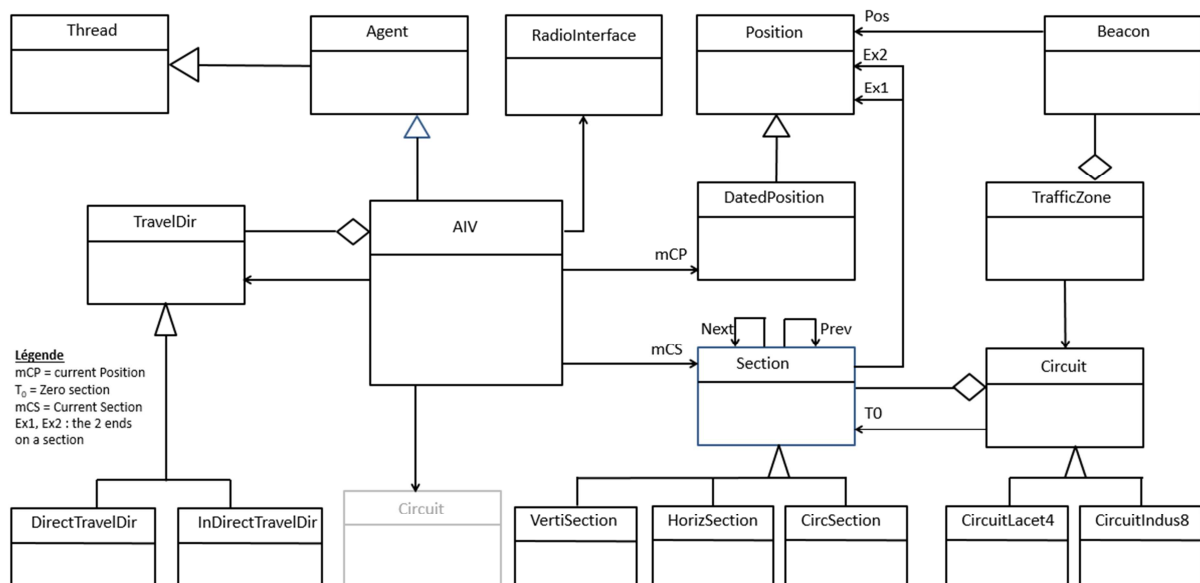 Thread
Agent
RadioInterface
Position
Pos
Beacon
Ex2
Ex1
TravelDir
AIV
DatedPosition
TrafficZone
mCP
Next
Prev
mCS
Section
Circuit
T0
Légende
mCP = current Position
T₀ = Zero section
mCS = Current Section
Ex1, Ex2 : the 2 ends
on a section
Circuit
DirectTravelDir
InDirectTravelDir
VertiSection
HorizSection
CircSection
CircuitLacet4
CircuitIndus8